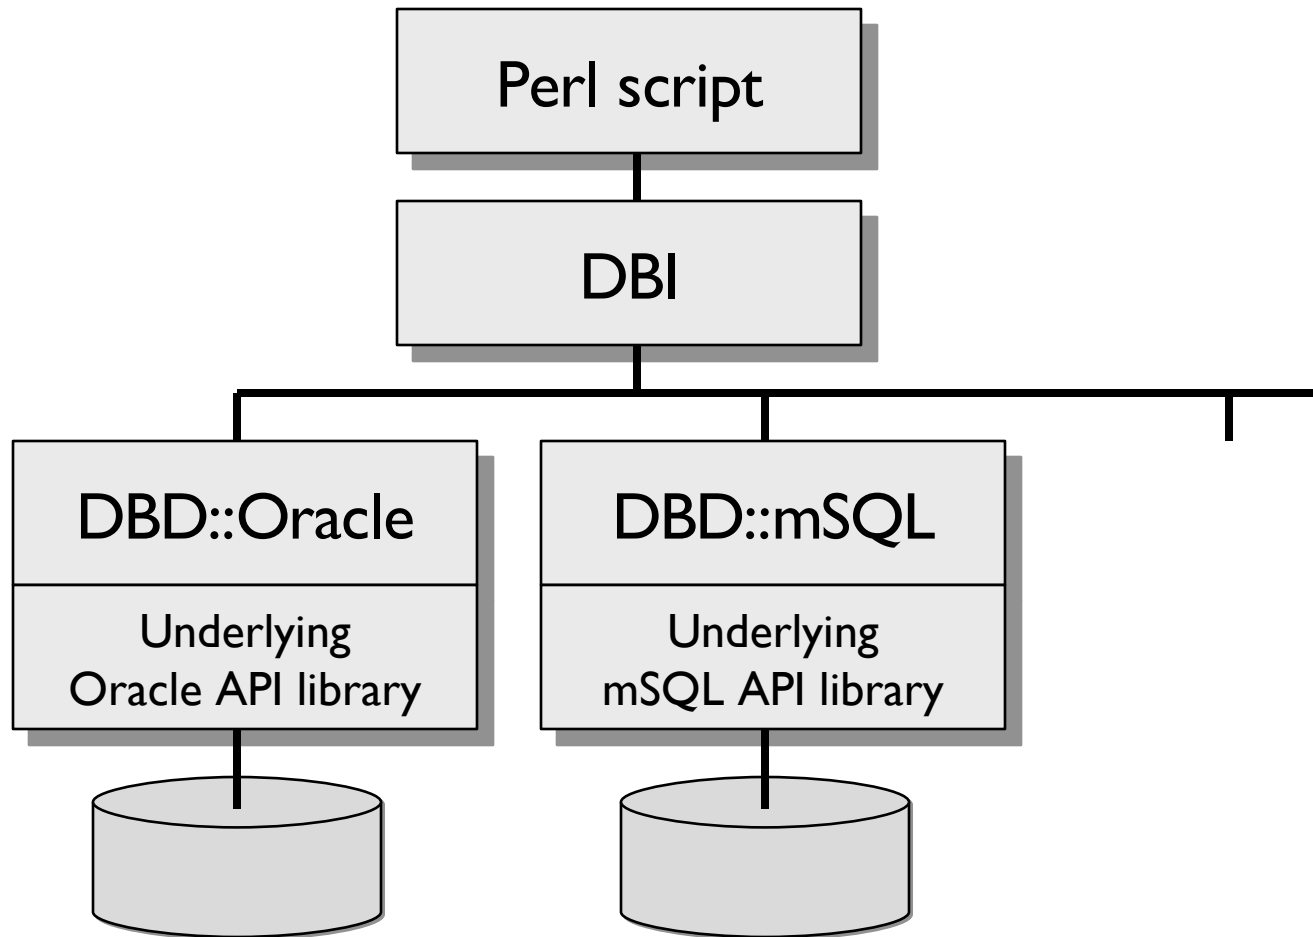 Perl script
DBI
DBD::Oracle
Underlying
Oracle API library
DBD::mSQL
Underlying
mSQL API library